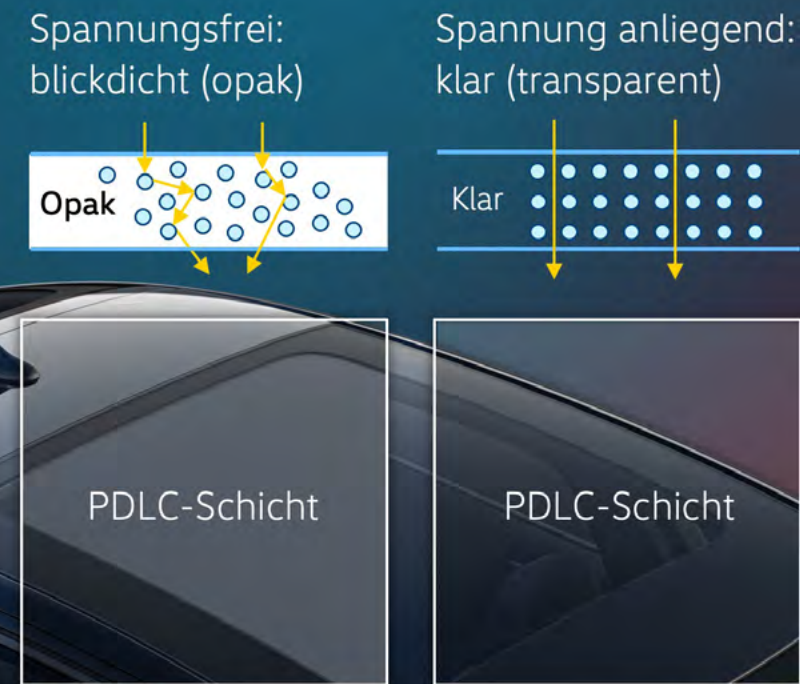 Spannungsfrei:
blickdicht (opak)
Opak
PDLC-Schicht
Spannung anliegend:
klar (transparent)
Klar
PDLC-Schicht